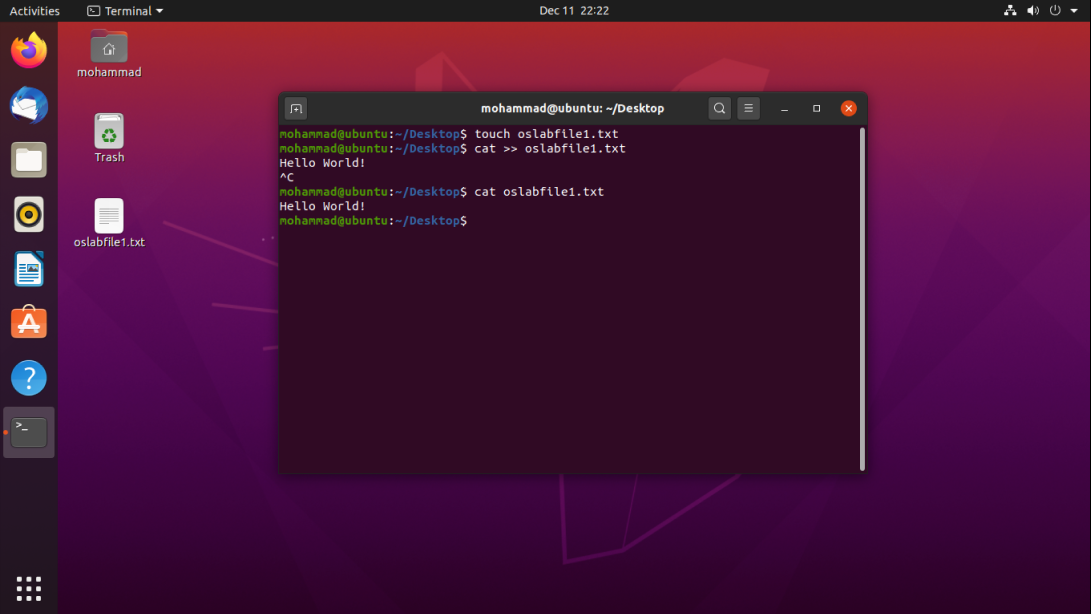 Activities
Terminal
Dec 11 22:22
mohammad
Trash
oslabfile1.txt
mohammad@ubuntu: ~/Desktop
mohammad@ubuntu:~/Desktop$ touch oslabfile1.txt
mohammad@ubuntu:~/Desktop$ cat >> oslabfile1.txt
Hello World!
^C
mohammad@ubuntu:~/Desktop$ cat oslabfile1.txt
Hello World!
mohammad@ubuntu:~/Desktop$